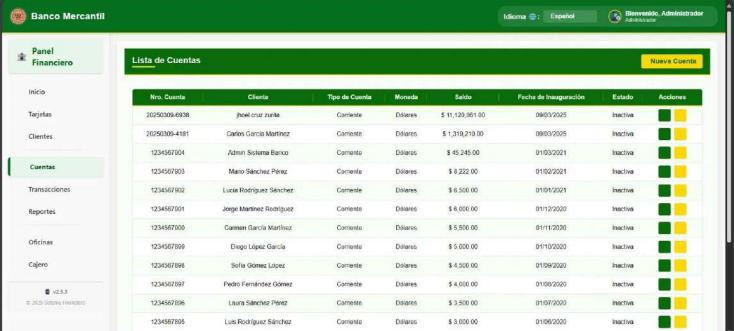 Banco Mercantil
Idioma : Español
Bienvenido, Administrador
Administrador
Panel
Financiero
Inicio
Tarjetas
Clientes
Cuentas
Transacciones
Reportes
Oficinas
Cajero
v2.5.0
Lista de Cuentas
Nueva Cuenta
Nro. Cuenta Cliente Tipo de Cuenta Moneda Saldo Fecha de Inauguración Estado Acciones
20250309-6938 jhoel cruz zurita Corriente Dólares $ 11,120,061.00 09/03/2025 Inactiva
20250309-4181 Carlos García Martínez Corriente Dólares $ 1,319,210.00 09/03/2025 Inactiva
1234567904 Admin Sistema Banco Corriente Dólares $ 45,245.00 01/03/2021 Inactiva
1234567903 Mario Sánchez Pérez Corriente Dólares $ 8,222.00 01/02/2021 Inactiva
1234567902 Lucía Rodríguez Sánchez Corriente Dólares $ 6,500.00 01/01/2021 Inactiva
1234567901 Jorge Martínez Rodríguez Corriente Dólares $ 6,000.00 01/12/2020 Inactiva
1234567900 Carmen García Martínez Corriente Dólares $ 5,500.00 01/11/2020 Inactiva
1234567899 Diego López García Corriente Dólares $ 5,000.00 01/10/2020 Inactiva
1234567898 Sofía Gómez López Corriente Dólares $ 4,500.00 01/09/2020 Inactiva
1234567897 Pedro Fernández Gómez Corriente Dólares $ 4,000.00 01/08/2020 Inactiva
1234567896 Laura Sánchez Pérez Corriente Dólares $ 3,500.00 01/07/2020 Inactiva
1234567895 Luis Rodríguez Sánchez Corriente Dólares $ 3,000.00 01/06/2020 Inactiva